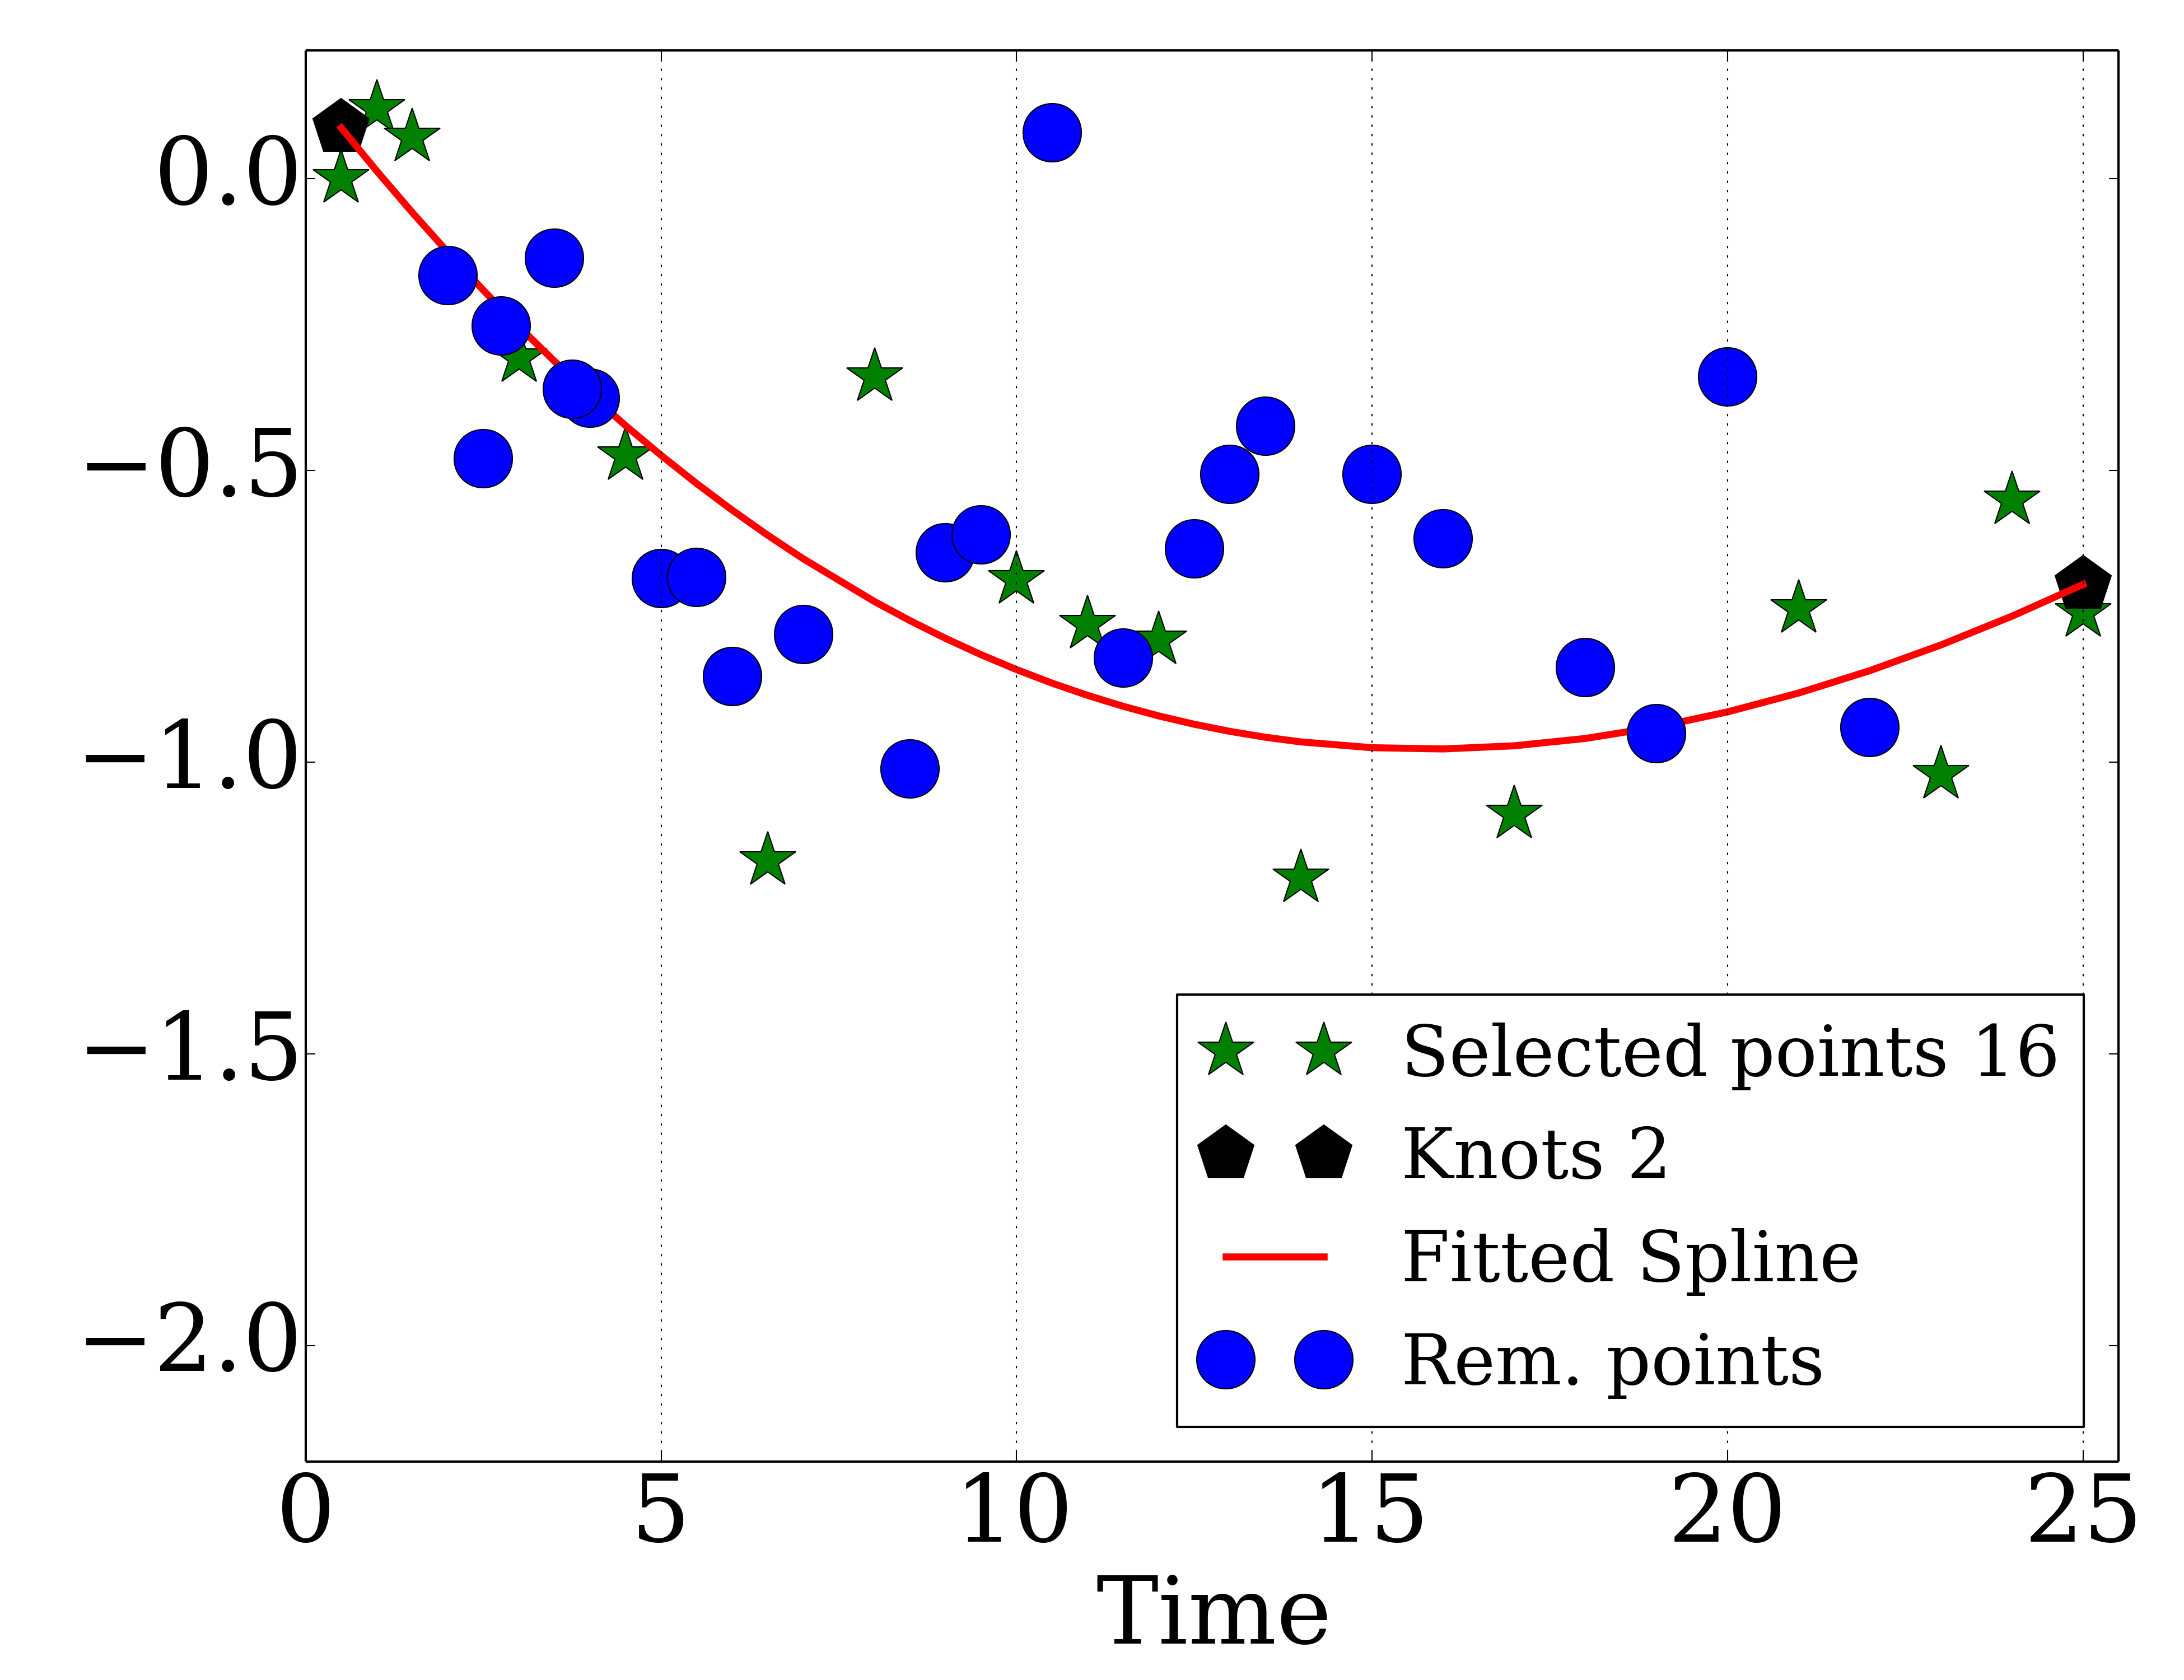 0.0
−0.5
−1.0
−1.5
−2.0
0 5 10 15 20 25
Time
Selected points 16
Knots 2
Fitted Spline
Rem. points